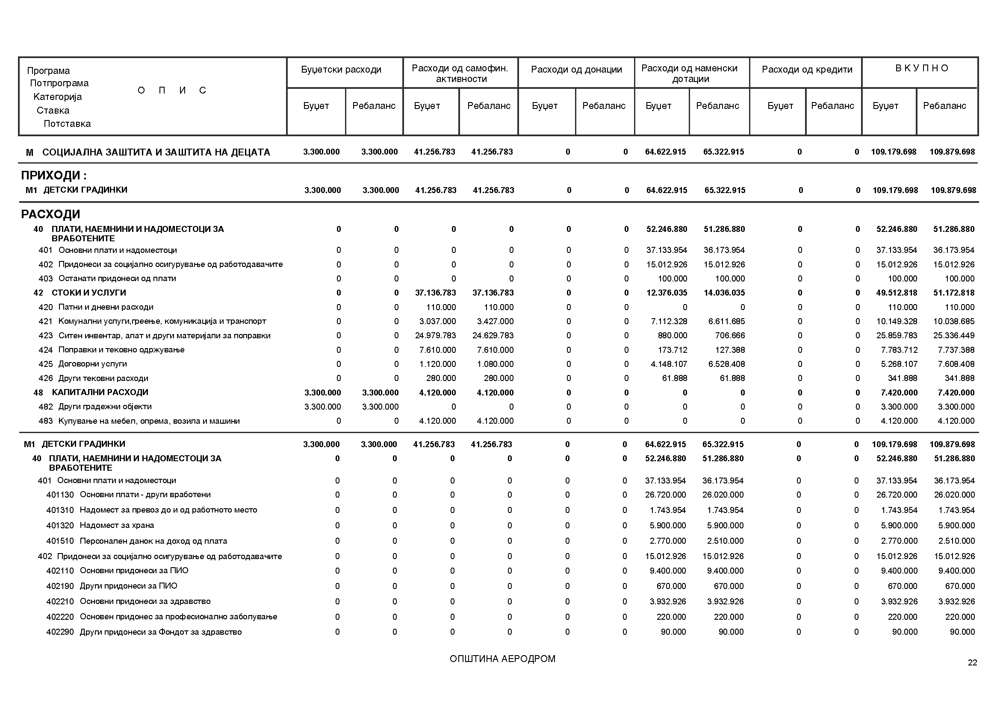 Програма
Потпрограма
Категорија
Ставка
Потставка
О П И С
Буџетски расходи Расходи од самофин. активности Расходи од донации Расходи од наменски дотации Расходи од кредити В К У П Н О
Буџет Ребаланс Буџет Ребаланс Буџет Ребаланс Буџет Ребаланс Буџет Ребаланс Буџет Ребаланс
М СОЦИЈАЛНА ЗАШТИТА И ЗАШТИТА НА ДЕЦАТА 3.300.000 3.300.000 41.256.783 41.256.783 0 0 64.622.915 65.322.915 0 0 109.179.698 109.879.698
ПРИХОДИ :
М1 ДЕТСКИ ГРАДИНКИ 3.300.000 3.300.000 41.256.783 41.256.783 0 0 64.622.915 65.322.915 0 0 109.179.698 109.879.698
РАСХОДИ
40 ПЛАТИ, НАЕМНИНИ И НАДОМЕСТОЦИ ЗА 0 0 0 0 0 0 52.246.880 51.286.880 0 0 52.246.880 51.286.880
ВРАБОТЕНИТЕ
401 Основни плати и надоместоци 0 0 0 0 0 0 37.133.954 36.173.954 0 0 37.133.954 36.173.954
402 Придонеси за социјално осигурување од работодавачите 0 0 0 0 0 0 15.012.926 15.012.926 0 0 15.012.926 15.012.926
403 Останати придонеси од плати 0 0 0 0 0 0 100.000 100.000 0 0 100.000 100.000
42 СТОКИ И УСЛУГИ 0 0 37.136.783 37.136.783 0 0 12.376.035 14.036.035 0 0 49.512.818 51.172.818
420 Патни и дневни расходи 0 0 110.000 110.000 0 0 0 0 0 0 110.000 110.000
421 Комунални услуги,греење, комуникација и транспорт 0 0 3.037.000 3.427.000 0 0 7.112.328 6.611.685 0 0 10.149.328 10.038.685
423 Ситен инвентар, алат и други материјали за поправки 0 0 24.979.783 24.629.783 0 0 880.000 706.666 0 0 25.859.783 25.336.449
424 Поправки и тековно одржување 0 0 7.610.000 7.610.000 0 0 173.712 127.388 0 0 7.783.712 7.737.388
425 Договорни услуги 0 0 1.120.000 1.080.000 0 0 4.148.107 6.528.408 0 0 5.268.107 7.608.408
426 Други тековни расходи 0 0 280.000 280.000 0 0 61.888 61.888 0 0 341.888 341.888
48 КАПИТАЛНИ РАСХОДИ 3.300.000 3.300.000 4.120.000 4.120.000 0 0 0 0 0 0 7.420.000 7.420.000
482 Други градежни објекти 3.300.000 3.300.000 0 0 0 0 0 0 0 0 3.300.000 3.300.000
483 Купување на мебел, опрема, возила и машини 0 0 4.120.000 4.120.000 0 0 0 0 0 0 4.120.000 4.120.000
М1 ДЕТСКИ ГРАДИНКИ 3.300.000 3.300.000 41.256.783 41.256.783 0 0 64.622.915 65.322.915 0 0 109.179.698 109.879.698
40 ПЛАТИ, НАЕМНИНИ И НАДОМЕСТОЦИ ЗА 0 0 0 0 0 0 52.246.880 51.286.880 0 0 52.246.880 51.286.880
ВРАБОТЕНИТЕ
401 Основни плати и надоместоци 0 0 0 0 0 0 37.133.954 36.173.954 0 0 37.133.954 36.173.954
401130 Основни плати - други вработени 0 0 0 0 0 0 26.720.000 26.020.000 0 0 26.720.000 26.020.000
401310 Надомест за превоз до и од работното место 0 0 0 0 0 0 1.743.954 1.743.954 0 0 1.743.954 1.743.954
401320 Надомест за храна 0 0 0 0 0 0 5.900.000 5.900.000 0 0 5.900.000 5.900.000
401510 Персонален данок на доход од плата 0 0 0 0 0 0 2.770.000 2.510.000 0 0 2.770.000 2.510.000
402 Придонеси за социјално осигурување од работодавачите 0 0 0 0 0 0 15.012.926 15.012.926 0 0 15.012.926 15.012.926
402110 Основни придонеси за ПИО 0 0 0 0 0 0 9.400.000 9.400.000 0 0 9.400.000 9.400.000
402190 Други придонеси за ПИО 0 0 0 0 0 0 670.000 670.000 0 0 670.000 670.000
402210 Основни придонеси за здравство 0 0 0 0 0 0 3.932.926 3.932.926 0 0 3.932.926 3.932.926
402220 Основен придонес за професионално заболување 0 0 0 0 0 0 220.000 220.000 0 0 220.000 220.000
402290 Други придонеси за Фондот за здравство 0 0 0 0 0 0 90.000 90.000 0 0 90.000 90.000
ОПШТИНА АЕРОДРОМ
22